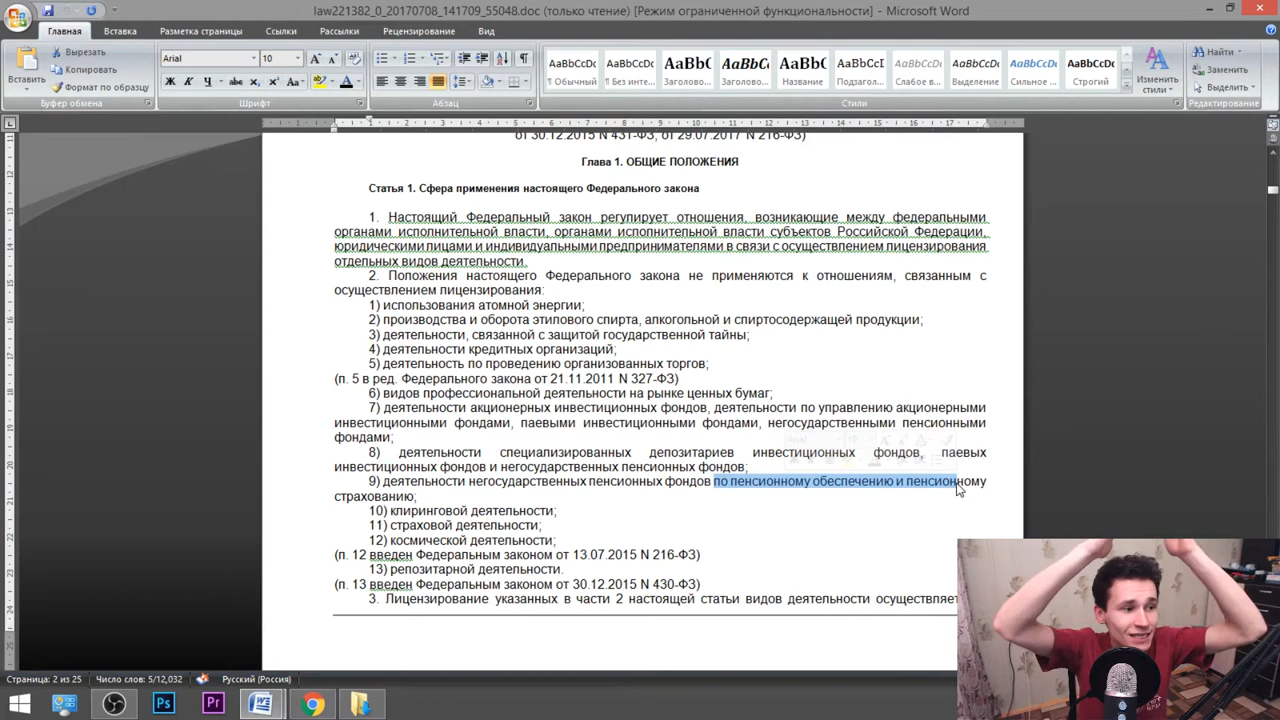 law221382_0_20170708_141709_55048.doc (только чтение) [Режим ограниченной функциональности] - Microsoft Word
Главная Вставка Разметка страницы Ссылки Рассылки Рецензирование Вид
Вставить Вырезать
Копировать
Формат по образцу
Arial 10
AaBbCcDc AaBbCcDc AaBbC AaBbCc AaBbC AaBbCcI AaBbCcDc AaBbCcDc AaBbCcDc AaBbCcDc
¶ Обычный ¶ Без инте... Заголово... Заголово... Название Подзагол... Слабое в... Выделение Сильное ... Строгий
Изменить стили
Найти
Заменить
Выделить
Буфер обмена Шрифт Абзац Стили Редактирование
от 30.12.2015 N 431-ФЗ, от 29.07.2017 N 216-ФЗ)
Глава 1. ОБЩИЕ ПОЛОЖЕНИЯ
Статья 1. Сфера применения настоящего Федерального закона
1. Настоящий Федеральный закон регулирует отношения, возникающие между федеральными
органами исполнительной власти, органами исполнительной власти субъектов Российской Федерации,
юридическими лицами и индивидуальными предпринимателями в связи с осуществлением лицензирования
отдельных видов деятельности.
2. Положения настоящего Федерального закона не применяются к отношениям, связанным с
осуществлением лицензирования:
1) использования атомной энергии;
2) производства и оборота этилового спирта, алкогольной и спиртосодержащей продукции;
3) деятельности, связанной с защитой государственной тайны;
4) деятельности кредитных организаций;
5) деятельность по проведению организованных торгов;
(п. 5 в ред. Федерального закона от 21.11.2011 N 327-ФЗ)
6) видов профессиональной деятельности на рынке ценных бумаг;
7) деятельности акционерных инвестиционных фондов, деятельности по управлению акционерными
инвестиционными фондами, паевыми инвестиционными фондами, негосударственными пенсионными
фондами;
8) деятельности специализированных депозитариев инвестиционных фондов, паевых
инвестиционных фондов и негосударственных пенсионных фондов;
9) деятельности негосударственных пенсионных фондов по пенсионному обеспечению и пенсионному
страхованию;
10) клиринговой деятельности;
11) страховой деятельности;
12) космической деятельности;
(п. 12 введен Федеральным законом от 13.07.2015 N 216-ФЗ)
13) репозитарной деятельности.
(п. 13 введен Федеральным законом от 30.12.2015 N 430-ФЗ)
3. Лицензирование указанных в части 2 настоящей статьи видов деятельности осуществляет
Страница: 2 из 25 Число слов: 5/12,032 Русский (Россия)
Ps Pr